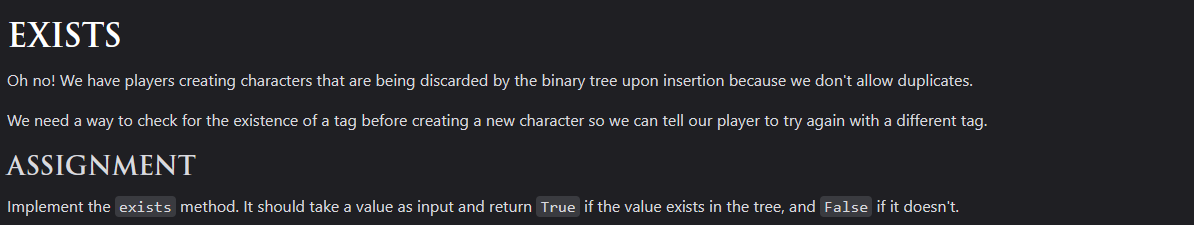 EXISTS
Oh no! We have players creating characters that are being discarded by the binary tree upon insertion because we don't allow duplicates.
We need a way to check for the existence of a tag before creating a new character so we can tell our player to try again with a different tag.
ASSIGNMENT
Implement the exists method. It should take a value as input and return True if the value exists in the tree, and False if it doesn't.